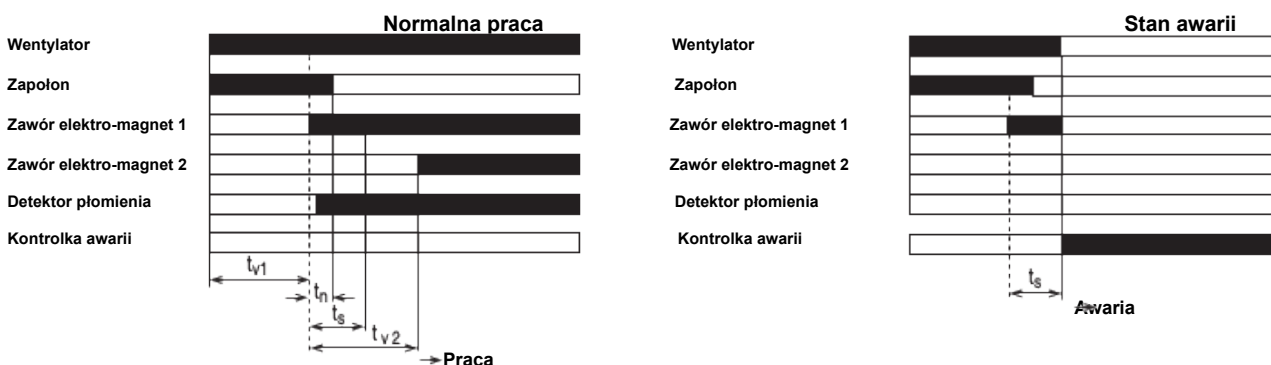 Normalna praca
Wentylator
Zapołon
Zawór elektro-magnet 1
Zawór elektro-magnet 2
Detektor płomienia
Kontrolka awarii
tv1
tn
ts
tv2
Praca
Stan awarii
Wentylator
Zapołon
Zawór elektro-magnet 1
Zawór elektro-magnet 2
Detektor płomienia
Kontrolka awarii
ts
Awaria